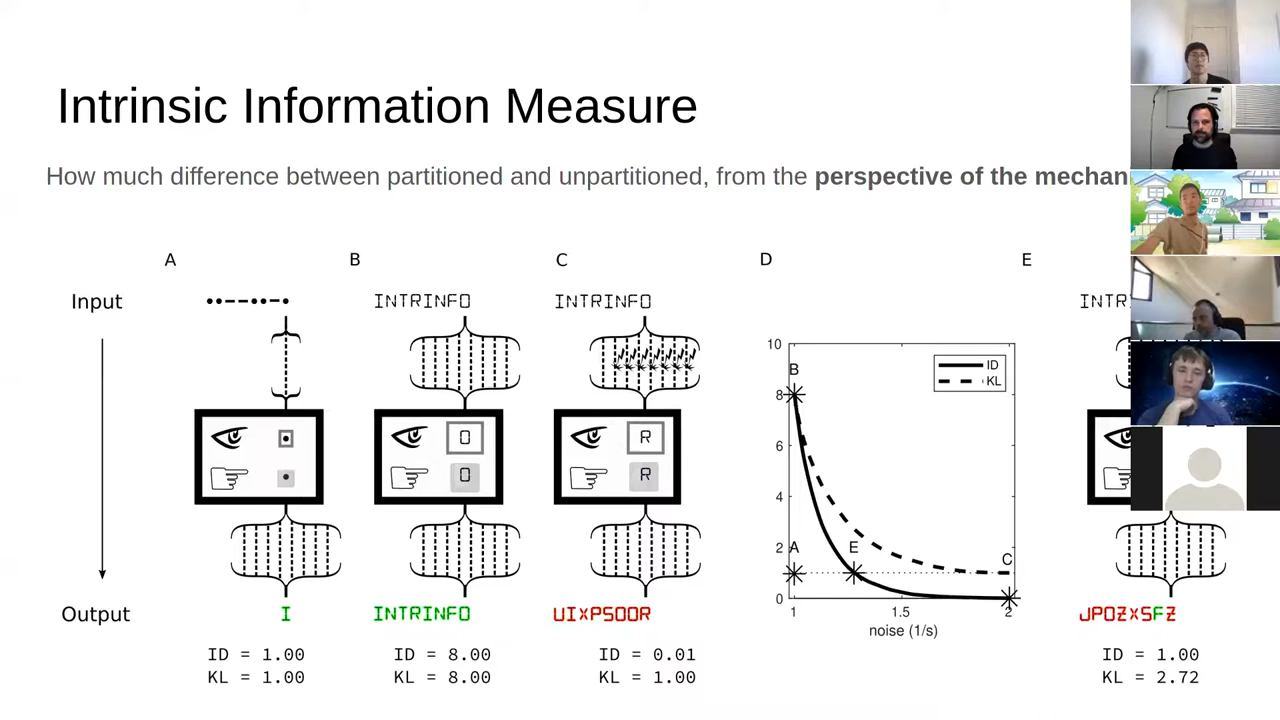 Intrinsic Information Measure
How much difference between partitioned and unpartitioned, from the perspective of the mechan
A
B
C
D
E
Input
••–––••–•
INTRINFO
INTRINFO
INTR
O
O
R
R
10
8
6
4
2
0
1
1.5
2
noise (1/s)
ID
KL
B
A
E
C
Output
I
INTRINFO
UIXPSOOR
JPOZXSFZ
ID = 1.00
KL = 1.00
ID = 8.00
KL = 8.00
ID = 0.01
KL = 1.00
ID = 1.00
KL = 2.72